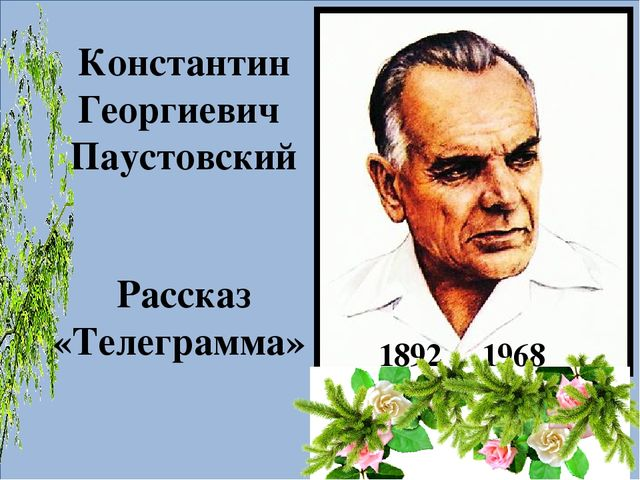 Константин
Георгиевич
Паустовский
Рассказ
«Телеграмма»
1892 1968